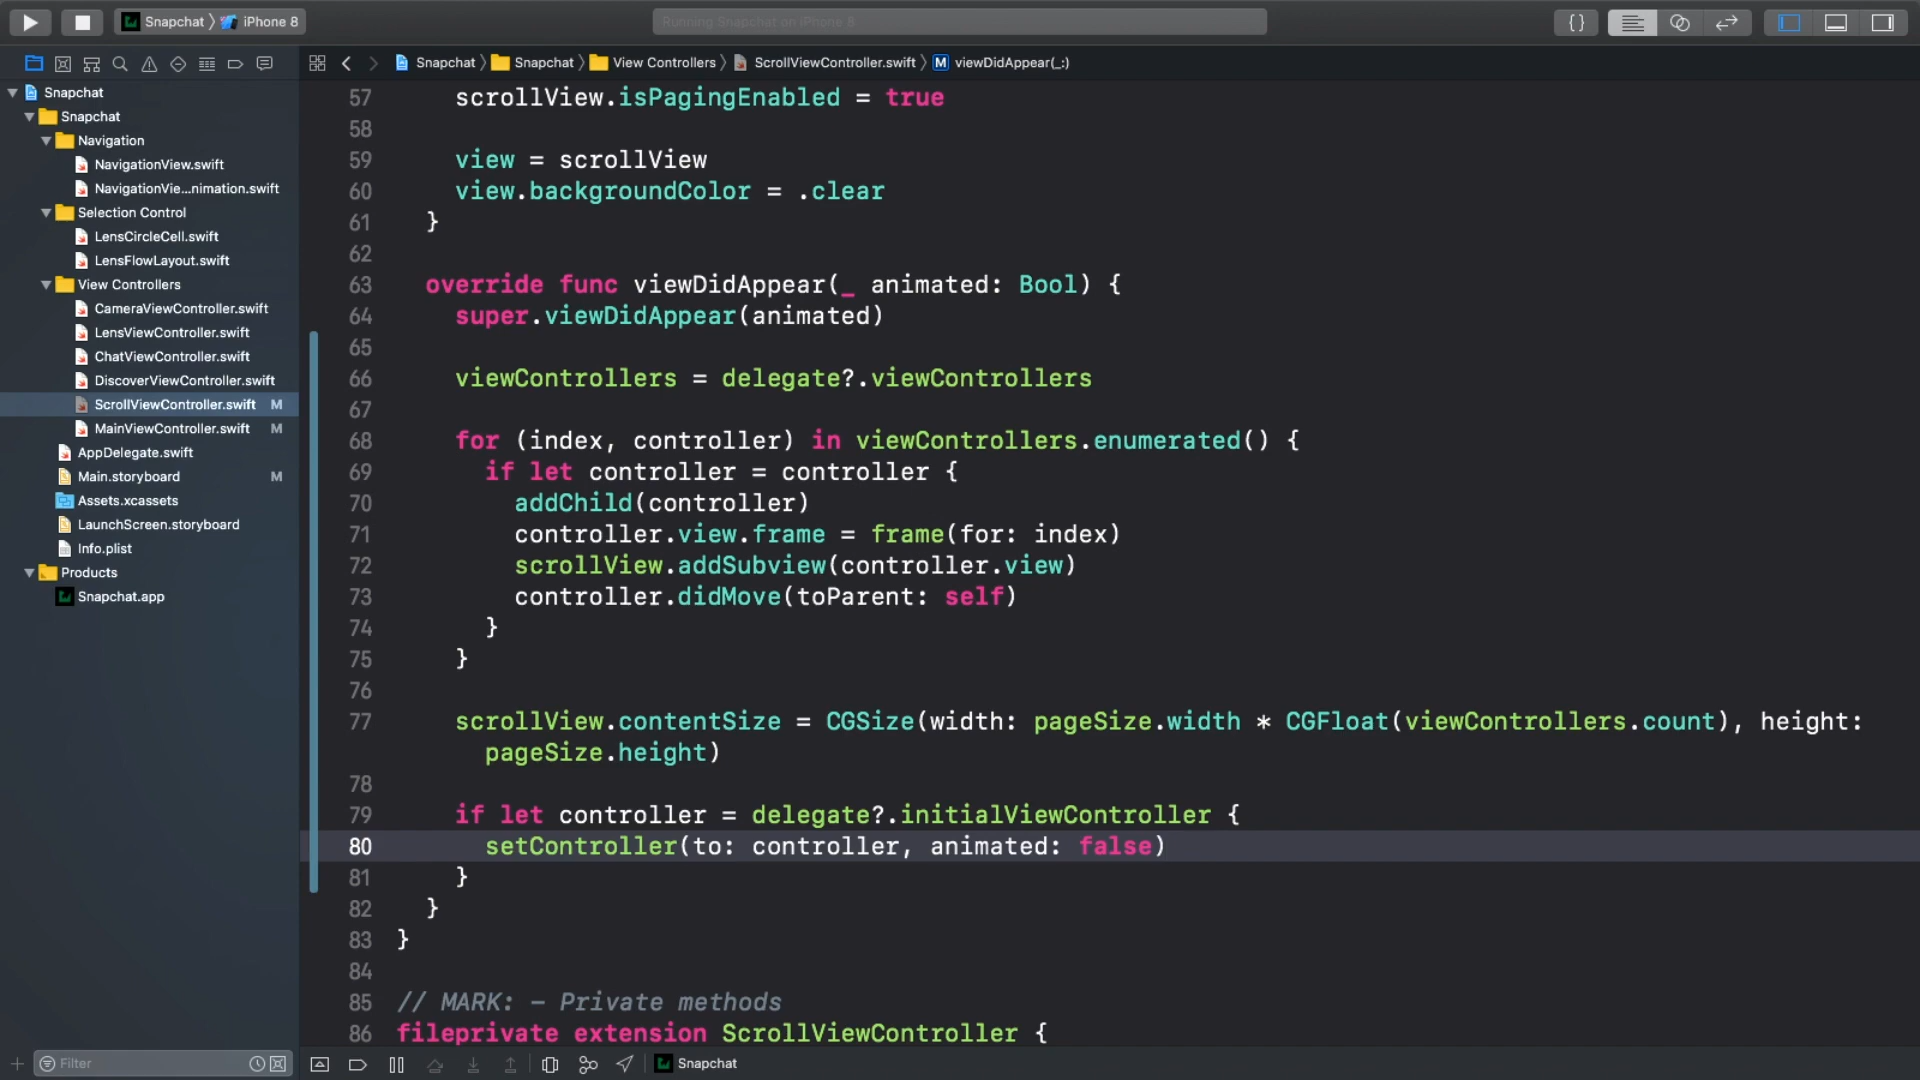 Snapchat 〉 iPhone 8
Running Snapchat on iPhone 8
Snapchat 〉 Snapchat 〉 View Controllers 〉 ScrollViewController.swift 〉 M viewDidAppear(_:)
Snapchat
Snapchat
Navigation
NavigationView.swift
NavigationVie...nimation.swift
Selection Control
LensCircleCell.swift
LensFlowLayout.swift
View Controllers
CameraViewController.swift
LensViewController.swift
ChatViewController.swift
DiscoverViewController.swift
ScrollViewController.swift M
MainViewController.swift M
AppDelegate.swift
Main.storyboard M
Assets.xcassets
LaunchScreen.storyboard
Info.plist
Products
Snapchat.app
Filter
57 scrollView.isPagingEnabled = true
58
59 view = scrollView
60 view.backgroundColor = .clear
61 }
62
63 override func viewDidAppear(_ animated: Bool) {
64 super.viewDidAppear(animated)
65
66 viewControllers = delegate?.viewControllers
67
68 for (index, controller) in viewControllers.enumerated() {
69 if let controller = controller {
70 addChild(controller)
71 controller.view.frame = frame(for: index)
72 scrollView.addSubview(controller.view)
73 controller.didMove(toParent: self)
74 }
75 }
76
77 scrollView.contentSize = CGSize(width: pageSize.width * CGFloat(viewControllers.count), height:
pageSize.height)
78
79 if let controller = delegate?.initialViewController {
80 setController(to: controller, animated: false)
81 }
82 }
83 }
84
85 // MARK: - Private methods
86 fileprivate extension ScrollViewController {
Snapchat